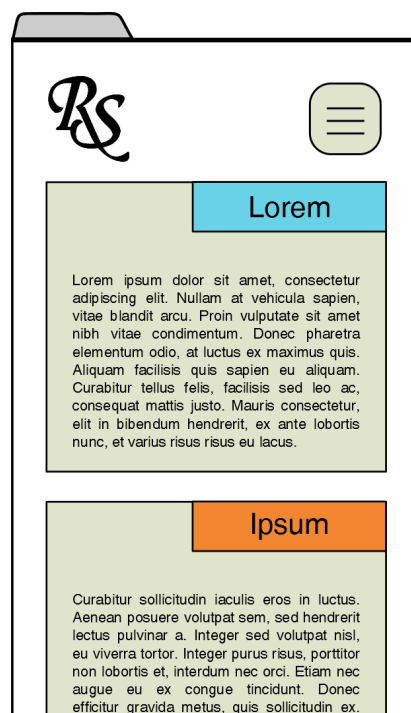 RS
Lorem
Lorem ipsum dolor sit amet, consectetur
adipiscing elit. Nullam at vehicula sapien,
vitae blandit arcu. Proin vulputate sit amet
nibh vitae condimentum. Donec pharetra
elementum odio, at luctus ex maximus quis.
Aliquam facilisis quis sapien eu aliquam.
Curabitur tellus felis, facilisis sed leo ac,
consequat mattis justo. Mauris consectetur,
elit in bibendum hendrerit, ex ante lobortis
nunc, et varius risus risus eu lacus.
Ipsum
Curabitur sollicitudin iaculis eros in luctus.
Aenean posuere volutpat sem, sed hendrerit
lectus pulvinar a. Integer sed volutpat nisl,
eu viverra tortor. Integer purus risus, porttitor
non lobortis et, interdum nec orci. Etiam nec
augue eu ex congue tincidunt. Donec
efficitur gravida metus, quis sollicitudin ex.